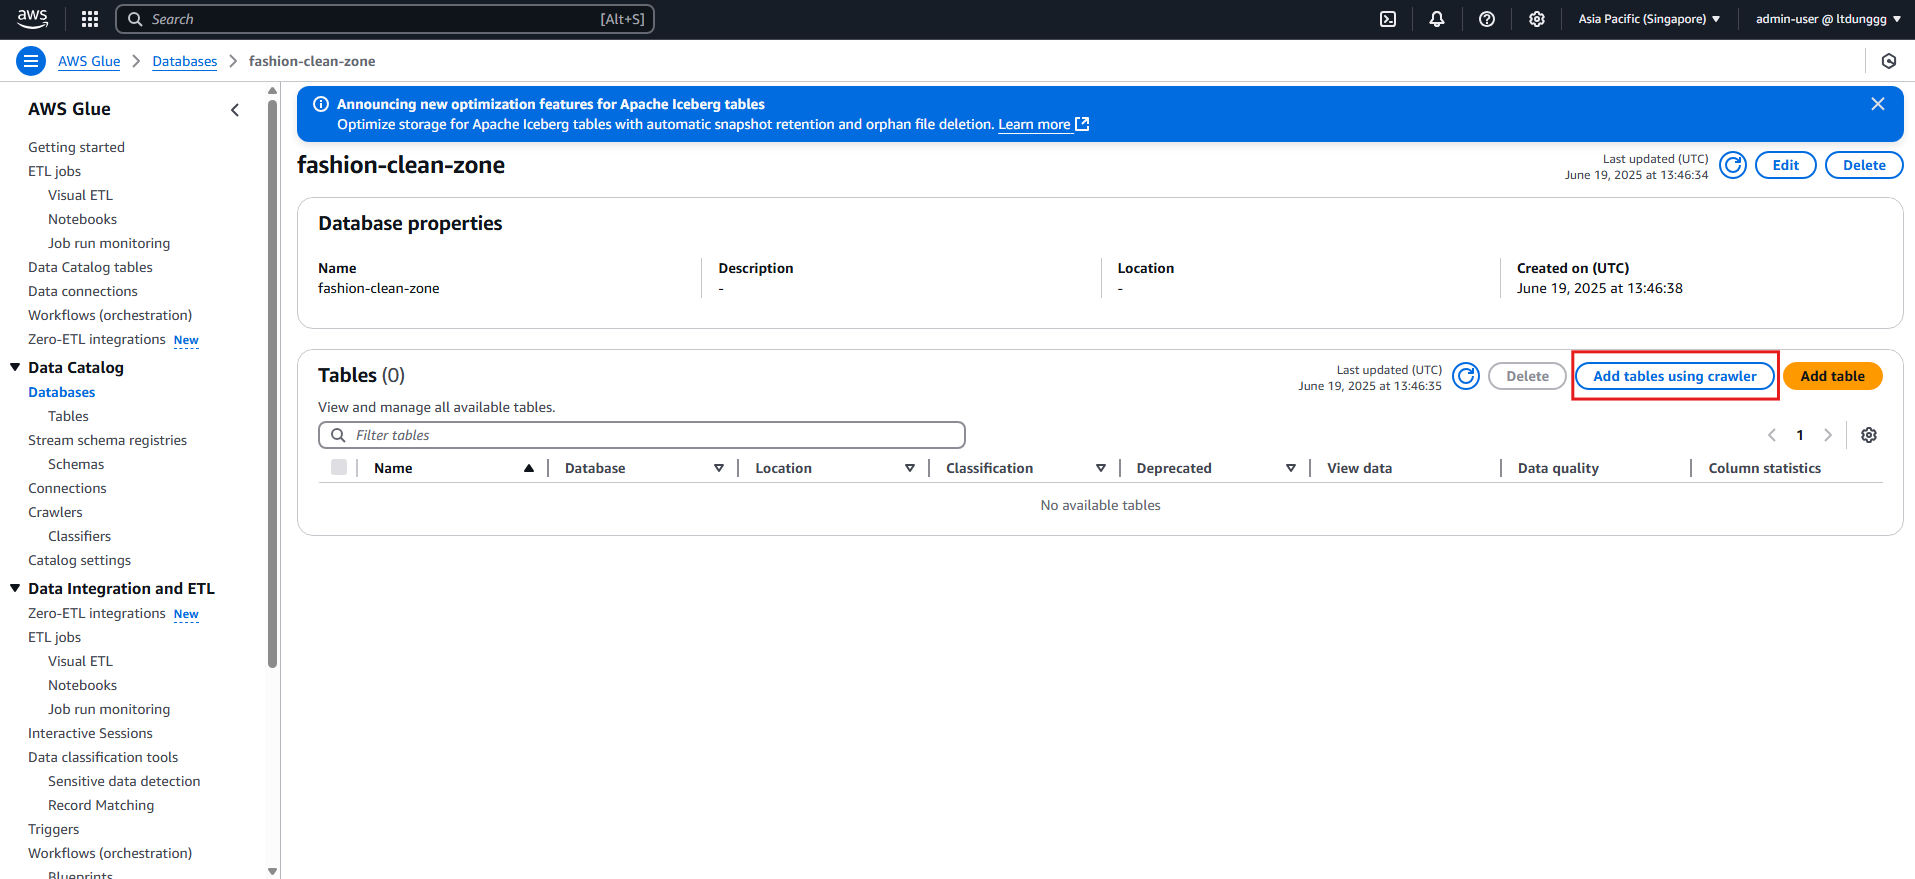 aws
Search [Alt+S]
Asia Pacific (Singapore)
admin-user @ ltdunggg
AWS Glue
Databases
fashion-clean-zone
AWS Glue
Getting started
ETL jobs
Visual ETL
Notebooks
Job run monitoring
Data Catalog tables
Data connections
Workflows (orchestration)
Zero-ETL integrations New
Data Catalog
Databases
Tables
Stream schema registries
Schemas
Connections
Crawlers
Classifiers
Catalog settings
Data Integration and ETL
Zero-ETL integrations New
ETL jobs
Visual ETL
Notebooks
Job run monitoring
Interactive Sessions
Data classification tools
Sensitive data detection
Record Matching
Triggers
Workflows (orchestration)
Blueprints
Announcing new optimization features for Apache Iceberg tables
Optimize storage for Apache Iceberg tables with automatic snapshot retention and orphan file deletion. Learn more
fashion-clean-zone
Last updated (UTC)
June 19, 2025 at 13:46:34
Edit
Delete
Database properties
Name
fashion-clean-zone
Description
-
Location
-
Created on (UTC)
June 19, 2025 at 13:46:38
Tables (0)
Last updated (UTC)
June 19, 2025 at 13:46:35
Delete
Add tables using crawler
Add table
View and manage all available tables.
Filter tables
1
Name Database Location Classification Deprecated View data Data quality Column statistics
No available tables